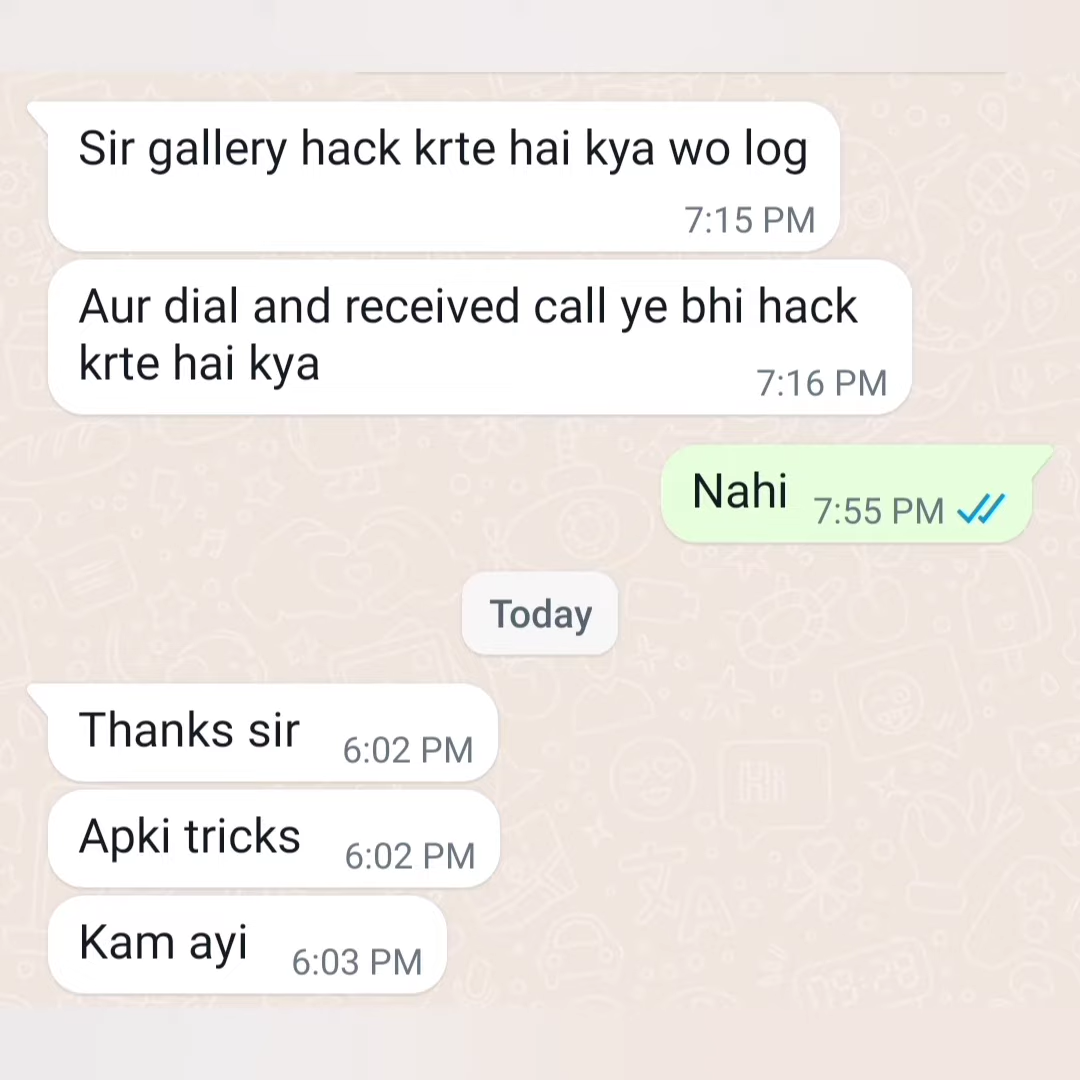 Sir gallery hack krte hai kya wo log
7:15 PM
Aur dial and received call ye bhi hack
krte hai kya
7:16 PM
Nahi 7:55 PM
Today
Thanks sir 6:02 PM
Apki tricks 6:02 PM
Kam ayi 6:03 PM